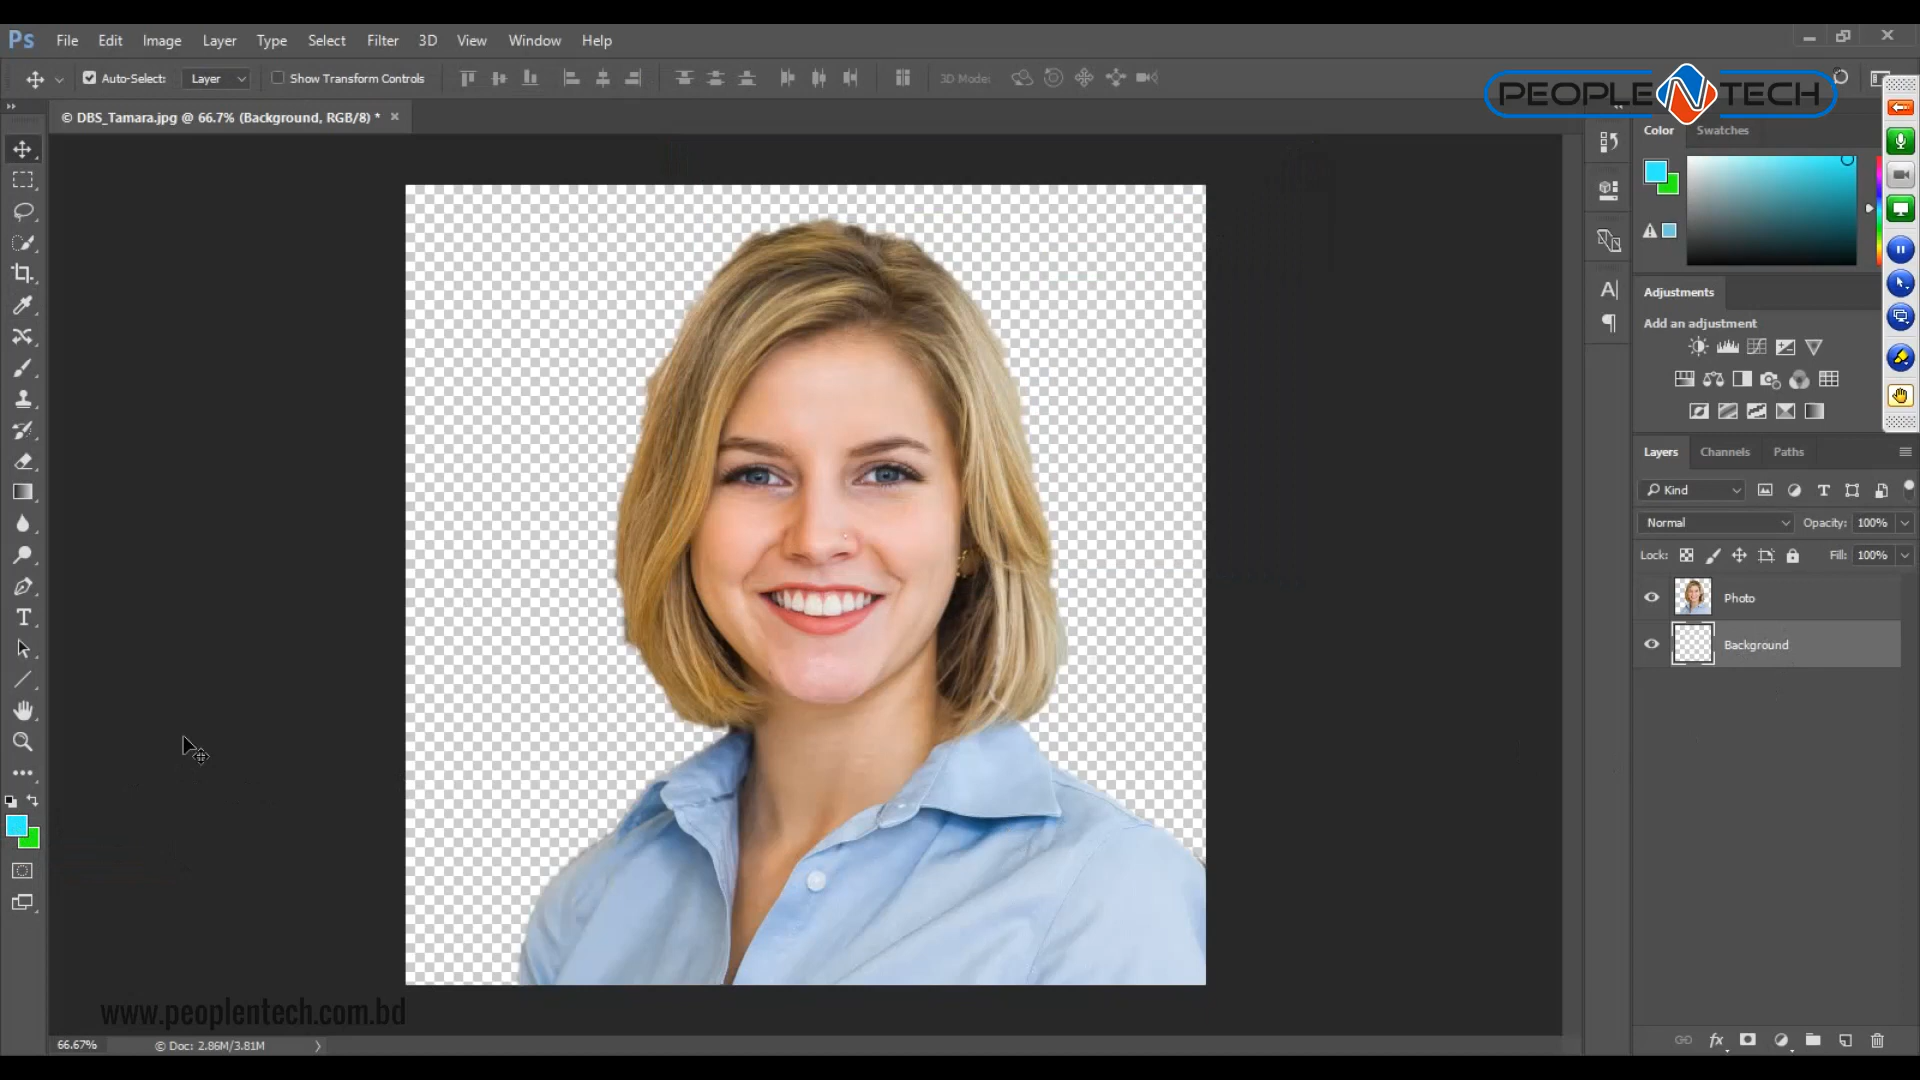 Ps File Edit Image Layer Type Select Filter 3D View Window Help
Auto-Select: Layer Show Transform Controls 3D Mode:
PEOPLE N TECH
© DBS_Tamara.jpg @ 66.7% (Background, RGB/8) *
Color Swatches
Adjustments
Add an adjustment
Layers Channels Paths
Kind
Normal Opacity: 100%
Lock: Fill: 100%
Photo
Background
www.peoplentech.com.bd
66.67% © Doc: 2.86M/3.81M
fx